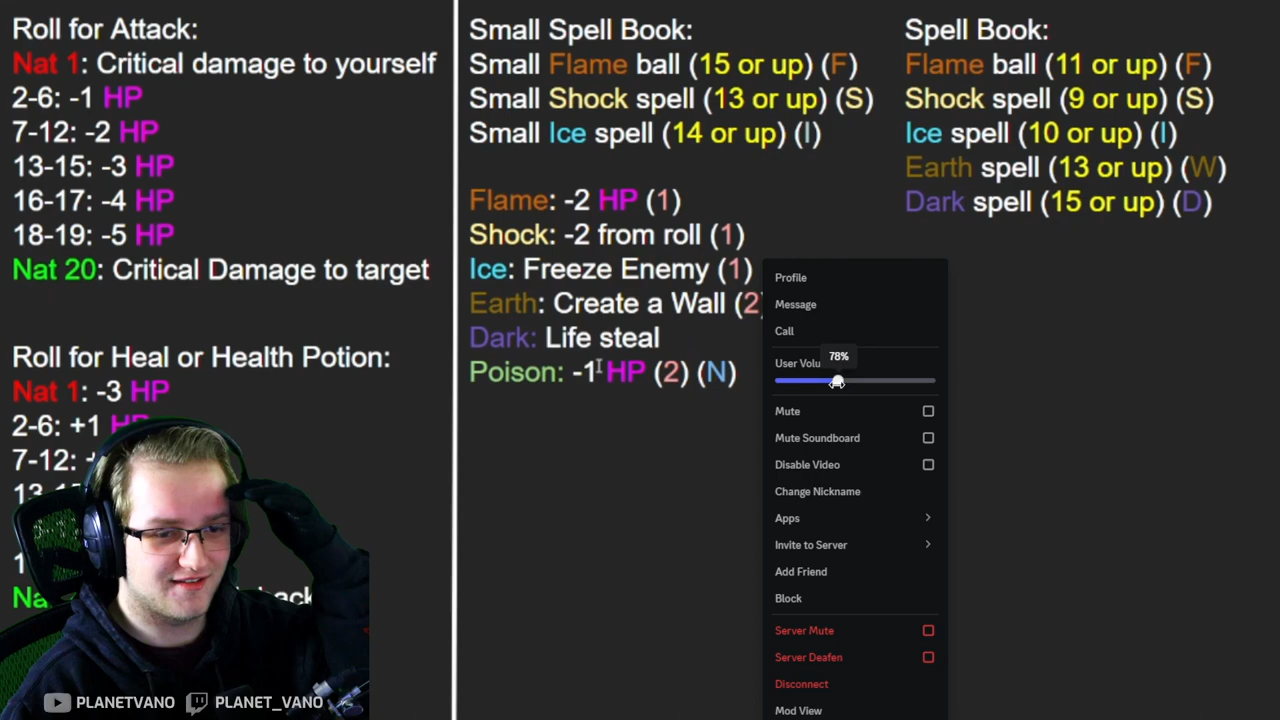 Roll for Attack:
Nat 1: Critical damage to yourself
2-6: -1 HP
7-12: -2 HP
13-15: -3 HP
16-17: -4 HP
18-19: -5 HP
Nat 20: Critical Damage to target
Roll for Heal or Health Potion:
Nat 1: -3 HP
2-6: +1 HP
7-12:
Small Spell Book:
Small Flame ball (15 or up) (F)
Small Shock spell (13 or up) (S)
Small Ice spell (14 or up) (I)
Flame: -2 HP (1)
Shock: -2 from roll (1)
Ice: Freeze Enemy (1)
Earth: Create a Wall (2)
Dark: Life steal
Poison: -1 HP (2) (N)
Spell Book:
Flame ball (11 or up) (F)
Shock spell (9 or up) (S)
Ice spell (10 or up) (I)
Earth spell (13 or up) (W)
Dark spell (15 or up) (D)
Profile
Message
Call
78%
User Volu
Mute
Mute Soundboard
Disable Video
Change Nickname
Apps
Invite to Server
Add Friend
Block
Server Mute
Server Deafen
Disconnect
Mod View
PLANETVANO PLANET_VANO